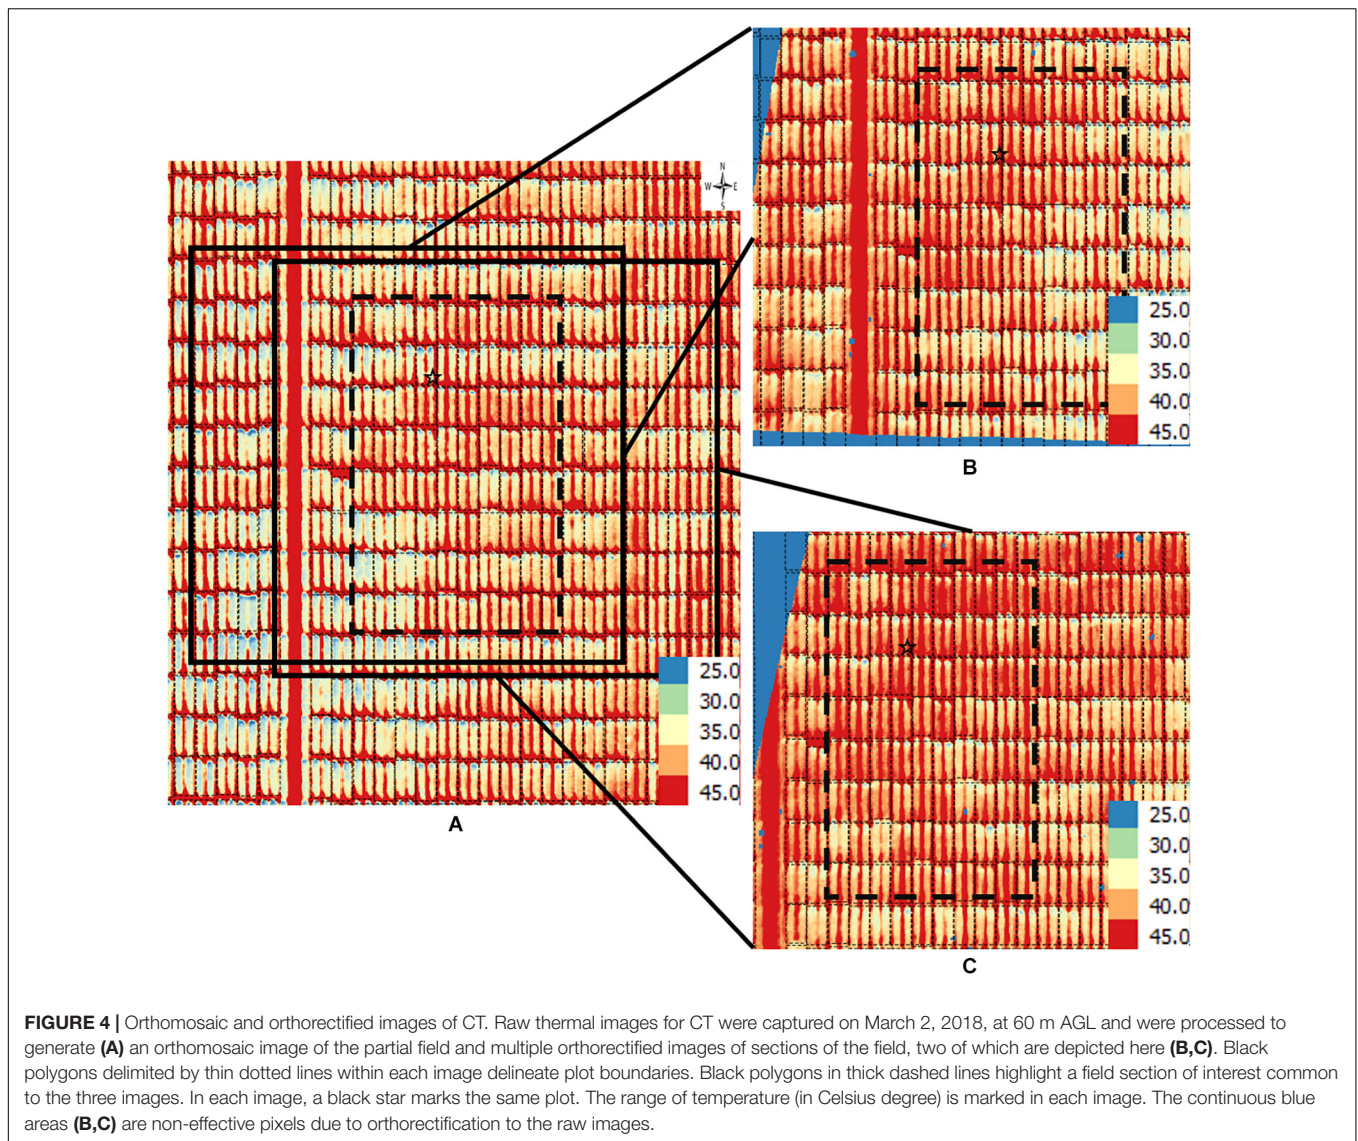 N
W E
S
25.0
30.0
35.0
40.0
45.0
A
25.0
30.0
35.0
40.0
45.0
B
25.0
30.0
35.0
40.0
45.0
C
FIGURE 4 | Orthomosaic and orthorectified images of CT. Raw thermal images for CT were captured on March 2, 2018, at 60 m AGL and were processed to
generate (A) an orthomosaic image of the partial field and multiple orthorectified images of sections of the field, two of which are depicted here (B,C). Black
polygons delimited by thin dotted lines within each image delineate plot boundaries. Black polygons in thick dashed lines highlight a field section of interest common
to the three images. In each image, a black star marks the same plot. The range of temperature (in Celsius degree) is marked in each image. The continuous blue
areas (B,C) are non-effective pixels due to orthorectification to the raw images.